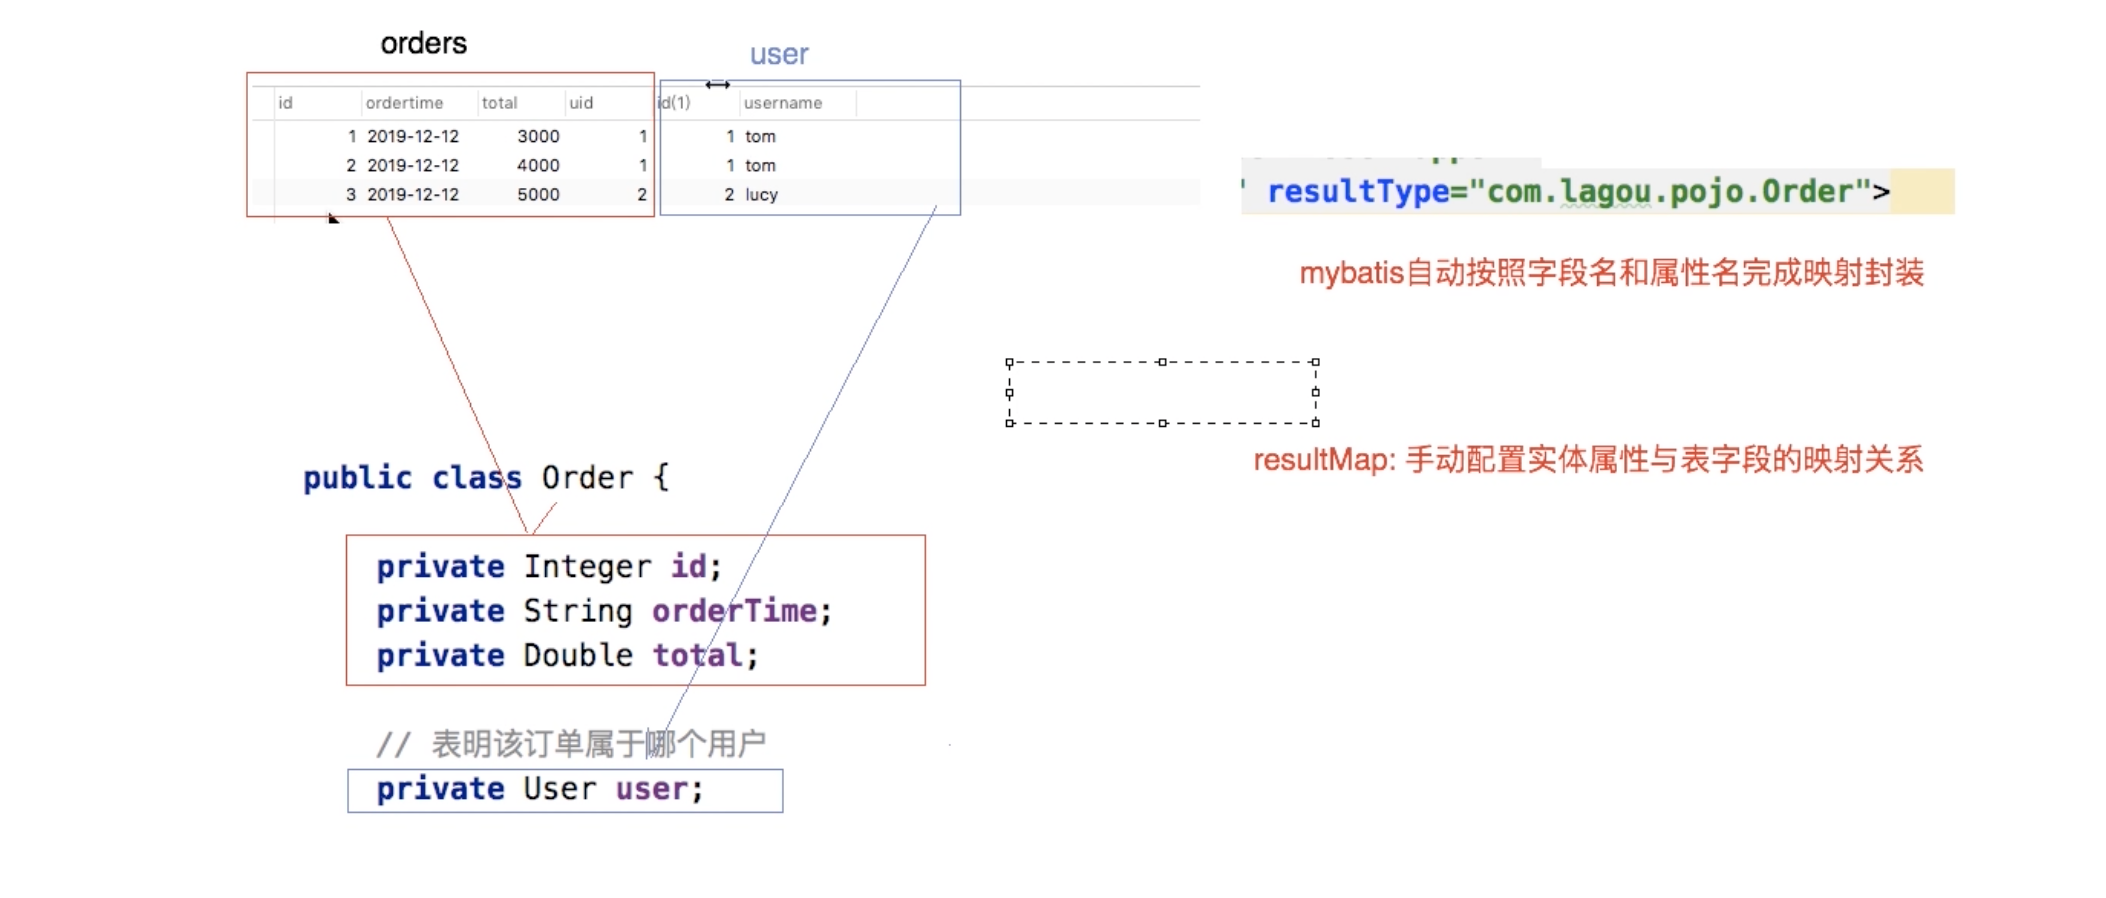 orders
user
id ordertime total uid id(1) username
1 2019-12-12 3000 1 1 tom
2 2019-12-12 4000 1 1 tom
3 2019-12-12 5000 2 2 lucy
" resultType="com.lagou.pojo.Order">
mybatis自动按照字段名和属性名完成映射封装
resultMap: 手动配置实体属性与表字段的映射关系
public class Order {
private Integer id;
private String orderTime;
private Double total;
// 表明该订单属于哪个用户
private User user;